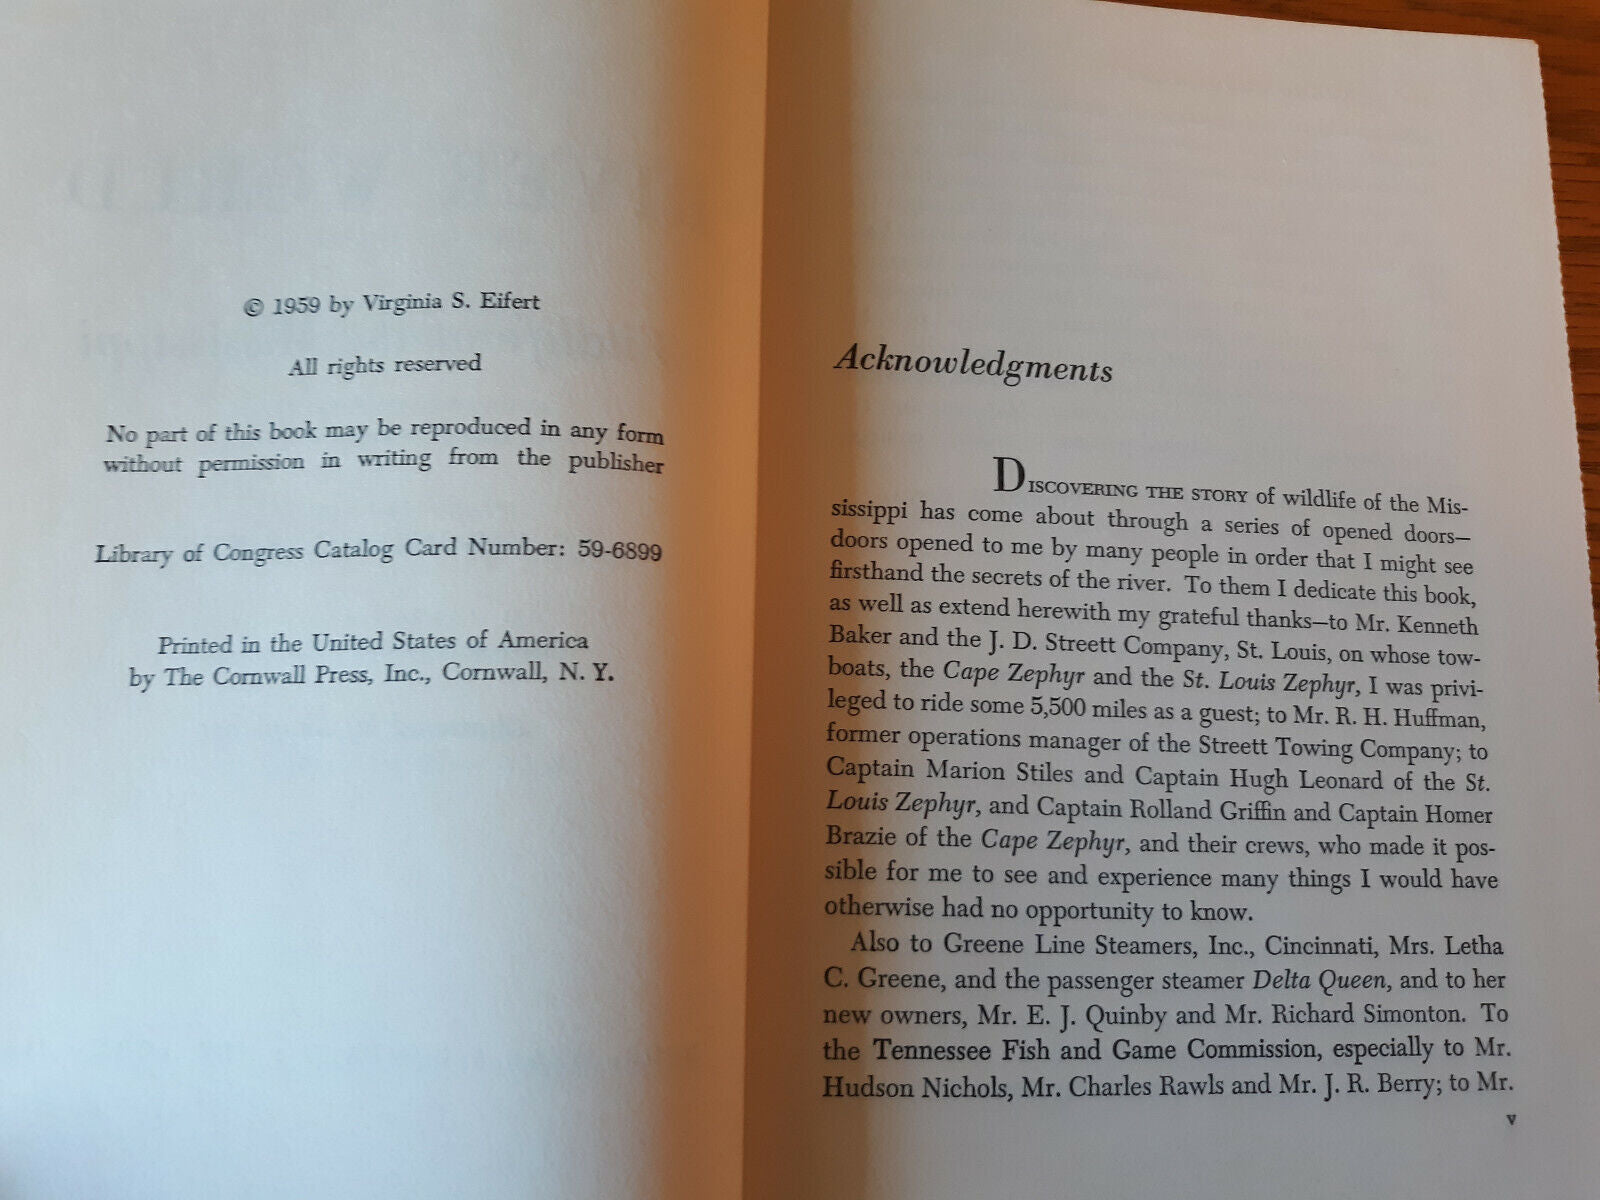 © 1959 by Virginia S. Eifert
All rights reserved
No part of this book may be reproduced in any form
without permission in writing from the publisher
Library of Congress Catalog Card Number: 59-6899
Printed in the United States of America
by The Cornwall Press, Inc., Cornwall, N. Y.
Acknowledgments
DISCOVERING THE STORY of wildlife of the Mis-
sissippi has come about through a series of opened doors—
doors opened to me by many people in order that I might see
firsthand the secrets of the river. To them I dedicate this book,
as well as extend herewith my grateful thanks—to Mr. Kenneth
Baker and the J. D. Streett Company, St. Louis, on whose tow-
boats, the Cape Zephyr and the St. Louis Zephyr, I was privi-
leged to ride some 5,500 miles as a guest; to Mr. R. H. Huffman,
former operations manager of the Streett Towing Company; to
Captain Marion Stiles and Captain Hugh Leonard of the St.
Louis Zephyr, and Captain Rolland Griffin and Captain Homer
Brazie of the Cape Zephyr, and their crews, who made it pos-
sible for me to see and experience many things I would have
otherwise had no opportunity to know.
Also to Greene Line Steamers, Inc., Cincinnati, Mrs. Letha
C. Greene, and the passenger steamer Delta Queen, and to her
new owners, Mr. E. J. Quinby and Mr. Richard Simonton. To
the Tennessee Fish and Game Commission, especially to Mr.
Hudson Nichols, Mr. Charles Rawls and Mr. J. R. Berry; to Mr.
v